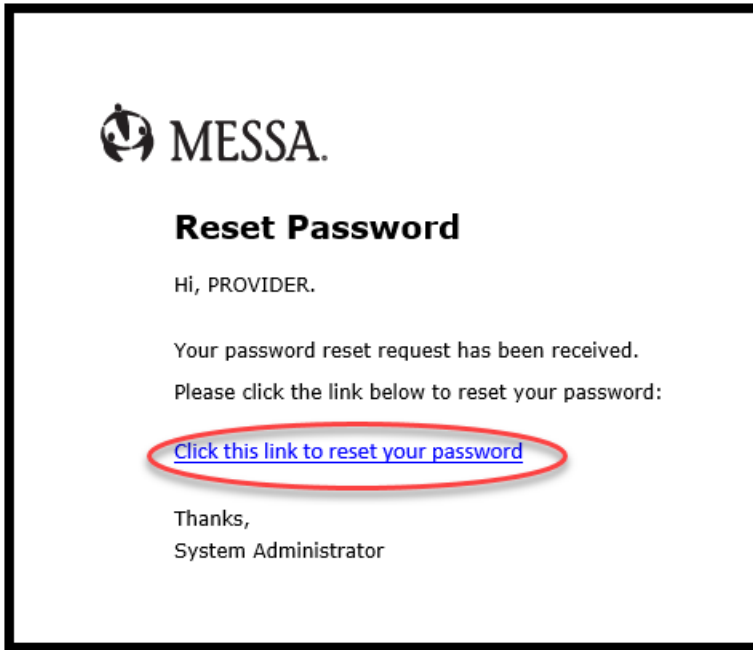 MESSA.
Reset Password
Hi, PROVIDER.
Your password reset request has been received.
Please click the link below to reset your password:
Click this link to reset your password
Thanks,
System Administrator